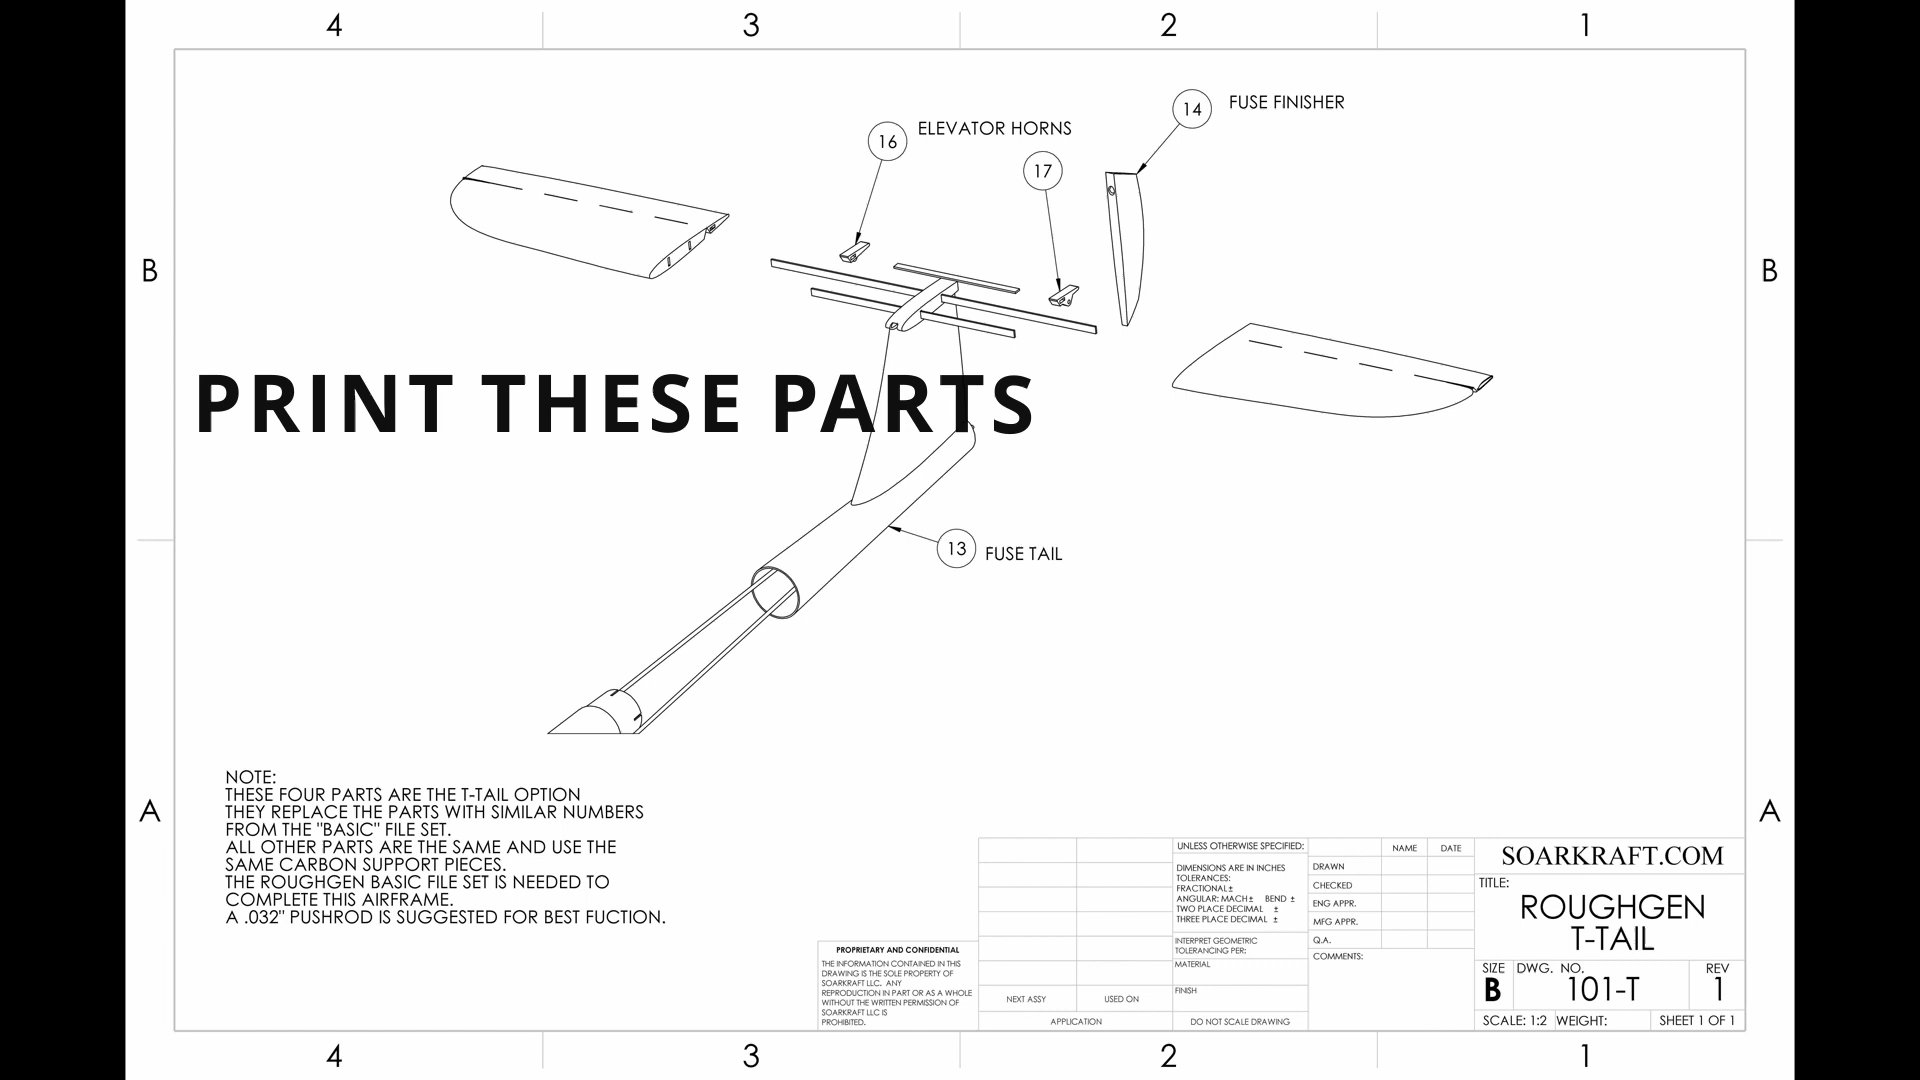 4 3 2 1
14 FUSE FINISHER
16 ELEVATOR HORNS
17
B B
PRINT THESE PARTS
13 FUSE TAIL
A A
NOTE:
THESE FOUR PARTS ARE THE T-TAIL OPTION
THEY REPLACE THE PARTS WITH SIMILAR NUMBERS
FROM THE "BASIC" FILE SET.
ALL OTHER PARTS ARE THE SAME AND USE THE
SAME CARBON SUPPORT PIECES.
THE ROUGHGEN BASIC FILE SET IS NEEDED TO
COMPLETE THIS AIRFRAME.
A .032" PUSHROD IS SUGGESTED FOR BEST FUCTION.
PROPRIETARY AND CONFIDENTIAL
THE INFORMATION CONTAINED IN THIS
DRAWING IS THE SOLE PROPERTY OF
SOARKRAFT LLC. ANY
REPRODUCTION IN PART OR AS A WHOLE
WITHOUT THE WRITTEN PERMISSION OF
SOARKRAFT LLC IS
PROHIBITED.
NEXT ASSY USED ON
APPLICATION
UNLESS OTHERWISE SPECIFIED:
DIMENSIONS ARE IN INCHES
TOLERANCES:
FRACTIONAL ±
ANGULAR: MACH ± BEND ±
TWO PLACE DECIMAL ±
THREE PLACE DECIMAL ±
INTERPRET GEOMETRIC
TOLERANCING PER:
MATERIAL
FINISH
DO NOT SCALE DRAWING
NAME DATE
DRAWN
CHECKED
ENG APPR.
MFG APPR.
Q.A.
COMMENTS:
SOARKRAFT.COM
TITLE:
ROUGHGEN
T-TAIL
SIZE DWG. NO. REV
B 101-T 1
SCALE: 1:2 WEIGHT: SHEET 1 OF 1
4 3 2 1